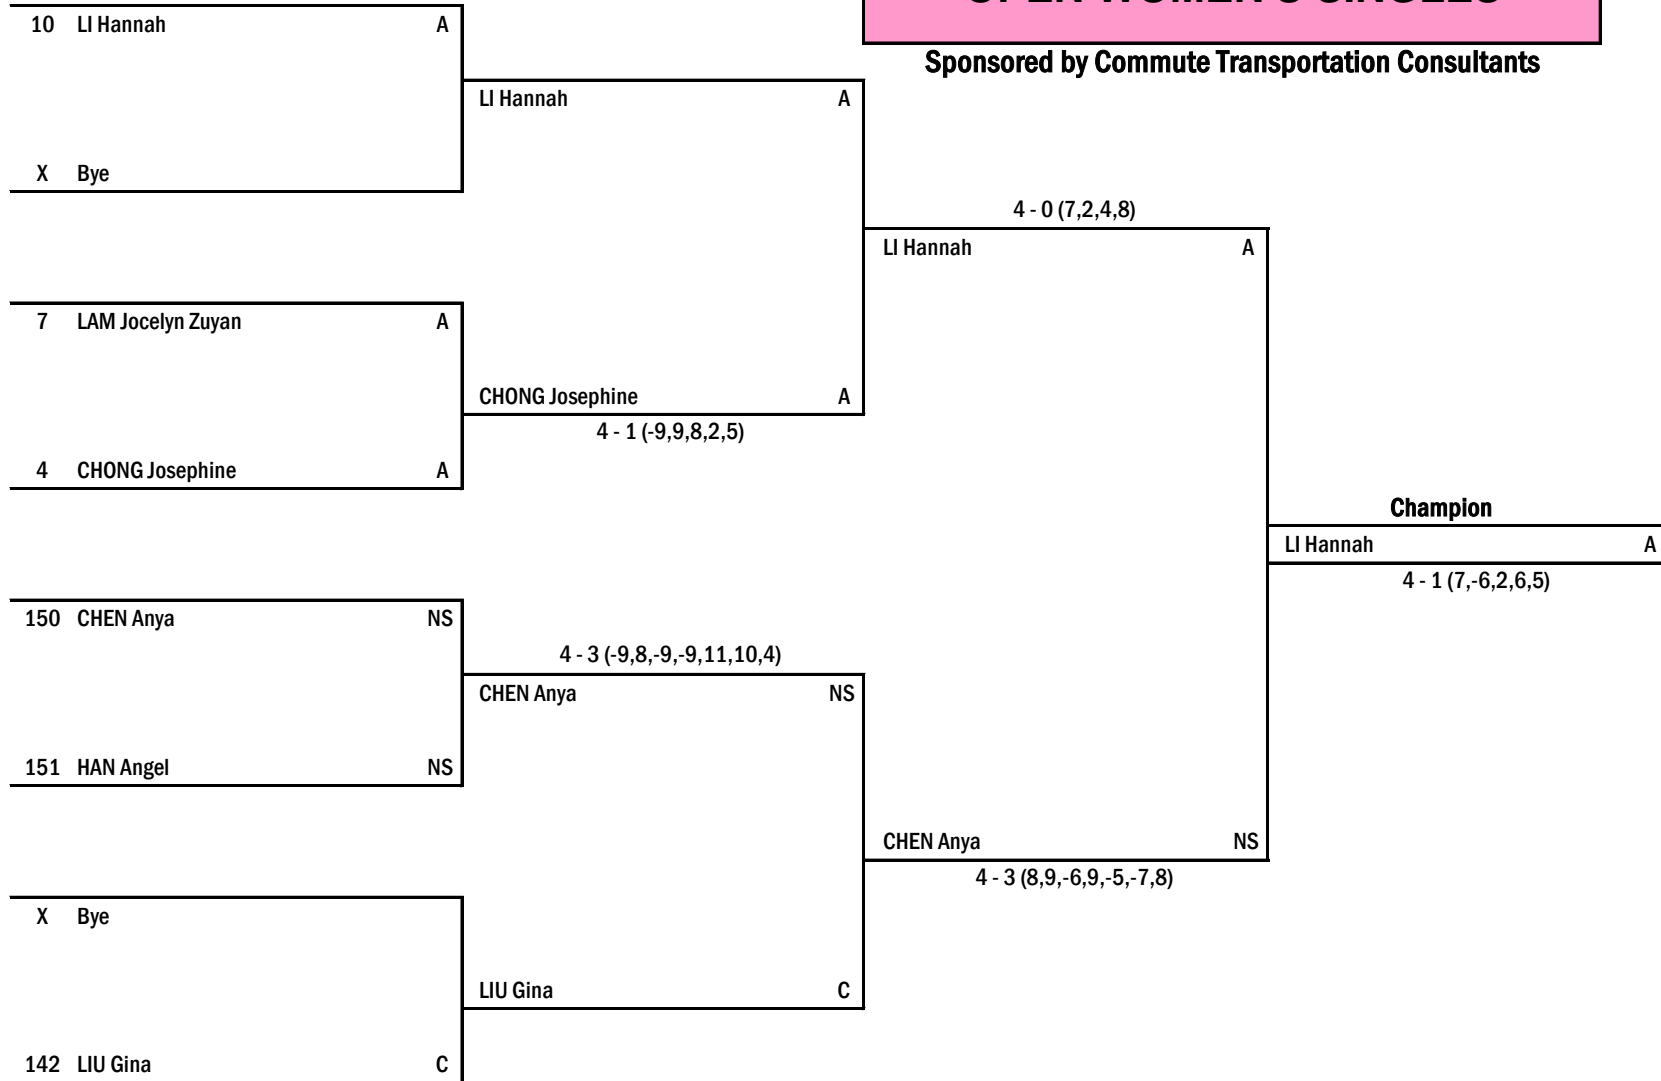 OPEN WOMEN'S SINGLES
Sponsored by Commute Transportation Consultants
10 LI Hannah A
LI Hannah A
X Bye
4 - 0 (7,2,4,8)
LI Hannah A
7 LAM Jocelyn Zuyan A
CHONG Josephine A
4 - 1 (-9,9,8,2,5)
4 CHONG Josephine A
Champion
LI Hannah A
4 - 1 (7,-6,2,6,5)
150 CHEN Anya NS
4 - 3 (-9,8,-9,-9,11,10,4)
CHEN Anya NS
151 HAN Angel NS
CHEN Anya NS
4 - 3 (8,9,-6,9,-5,-7,8)
X Bye
LIU Gina C
142 LIU Gina C